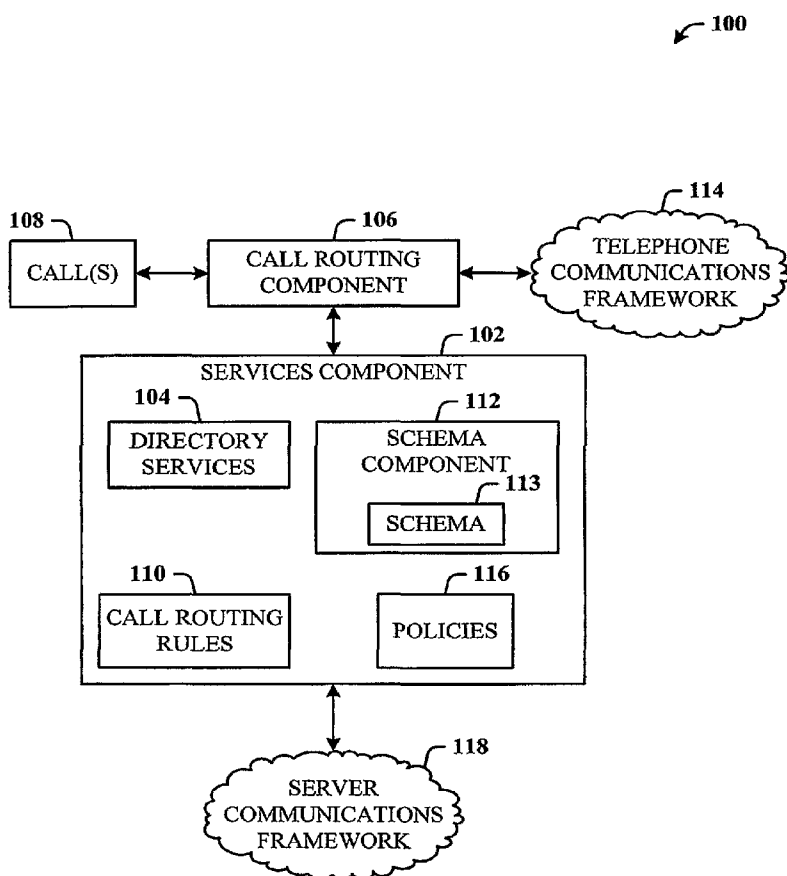 100
108
CALL(S)
106
CALL ROUTING
COMPONENT
114
TELEPHONE
COMMUNICATIONS
FRAMEWORK
102
SERVICES COMPONENT
104
DIRECTORY
SERVICES
112
SCHEMA
COMPONENT
113
SCHEMA
110
CALL ROUTING
RULES
116
POLICIES
118
SERVER
COMMUNICATIONS
FRAMEWORK